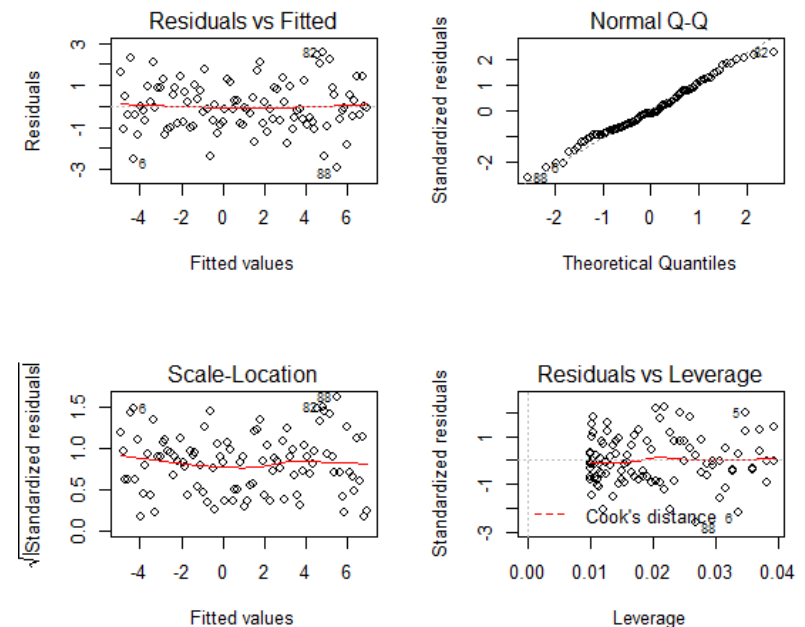 Residuals vs Fitted
Residuals
3
1
-1
-3
82
6
88
-4 -2 0 2 4 6
Fitted values
Normal Q-Q
Standardized residuals
2
0
-2
82
88
6
-2 -1 0 1 2
Theoretical Quantiles
Scale-Location
√|Standardized residuals|
1.5
1.0
0.5
0.0
6
88
82
-4 -2 0 2 4 6
Fitted values
Residuals vs Leverage
Standardized residuals
1
-1
-3
5
Cook's distance
88
6
0.00 0.01 0.02 0.03 0.04
Leverage